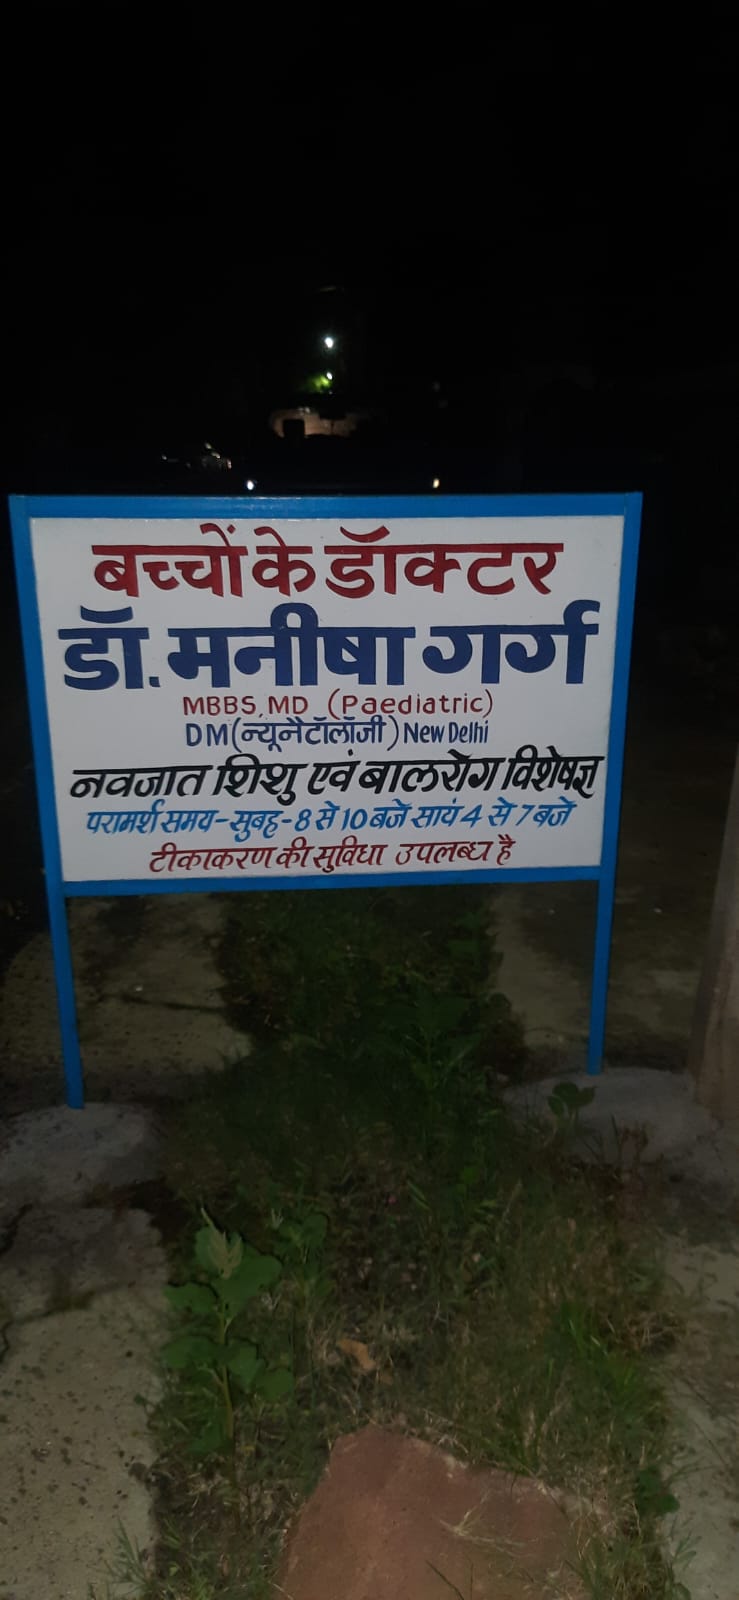 बच्चों के डॉक्टर
डॉ. मनीषा गर्ग
MBBS, MD (Paediatric)
DM (न्यूनैटॉलॉजी) New Delhi
नवजात शिशु एवं बालरोग विशेषज्ञ
परामर्श समय - सुबह - 8 से 10 बजे सायं 4 से 7 बजे
टीकाकरण की सुविधा उपलब्ध है